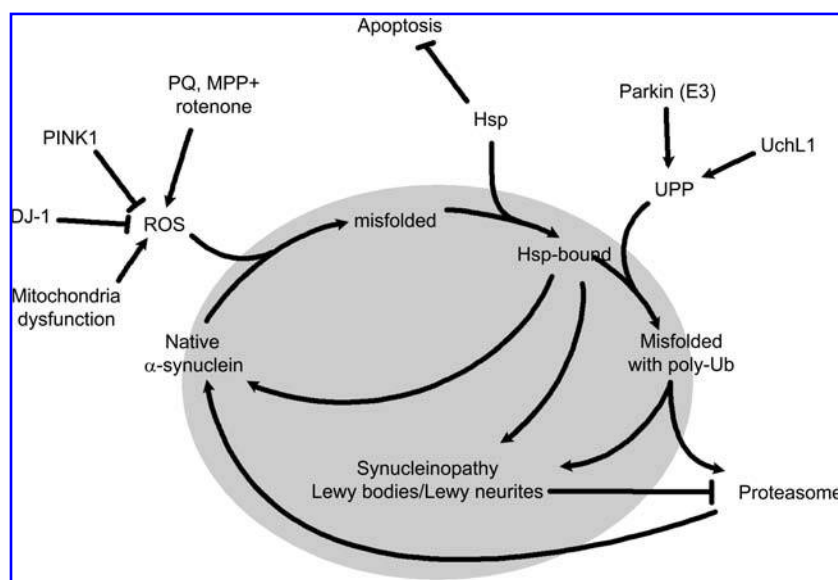 Apoptosis
PQ, MPP+
rotenone
Parkin (E3)
Hsp
PINK1
UchL1
UPP
DJ-1
ROS
misfolded
Hsp-bound
Mitochondria
dysfunction
Native
α-synuclein
Misfolded
with poly-Ub
Synucleinopathy
Lewy bodies/Lewy neurites
Proteasome